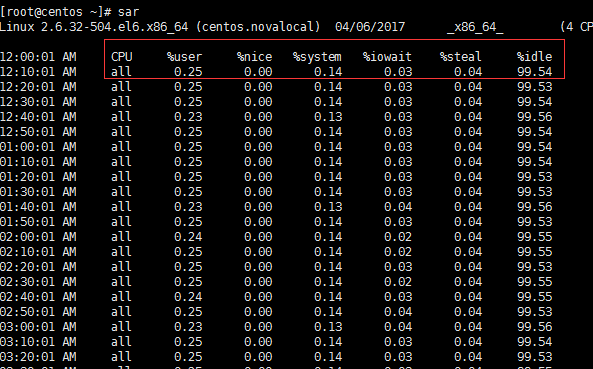 [root@centos ~]# sar
Linux 2.6.32-504.el6.x86_64 (centos.novalocal) 04/06/2017 _x86_64_ (4 CP
12:00:01 AM CPU %user %nice %system %iowait %steal %idle
12:10:01 AM all 0.25 0.00 0.14 0.03 0.04 99.54
12:20:01 AM all 0.25 0.00 0.14 0.03 0.04 99.53
12:30:01 AM all 0.25 0.00 0.14 0.03 0.04 99.54
12:40:01 AM all 0.23 0.00 0.13 0.03 0.04 99.56
12:50:01 AM all 0.25 0.00 0.14 0.03 0.04 99.54
01:00:01 AM all 0.25 0.00 0.14 0.03 0.04 99.54
01:10:01 AM all 0.25 0.00 0.14 0.03 0.04 99.54
01:20:01 AM all 0.25 0.00 0.14 0.03 0.04 99.53
01:30:01 AM all 0.25 0.00 0.14 0.03 0.04 99.53
01:40:01 AM all 0.23 0.00 0.13 0.04 0.04 99.56
01:50:01 AM all 0.25 0.00 0.14 0.03 0.04 99.53
02:00:01 AM all 0.24 0.00 0.14 0.02 0.04 99.55
02:10:01 AM all 0.25 0.00 0.14 0.02 0.04 99.55
02:20:01 AM all 0.25 0.00 0.14 0.03 0.04 99.53
02:30:01 AM all 0.25 0.00 0.14 0.02 0.04 99.55
02:40:01 AM all 0.24 0.00 0.14 0.03 0.04 99.55
02:50:01 AM all 0.25 0.00 0.14 0.04 0.04 99.53
03:00:01 AM all 0.23 0.00 0.13 0.04 0.04 99.56
03:10:01 AM all 0.25 0.00 0.14 0.03 0.04 99.54
03:20:01 AM all 0.25 0.00 0.14 0.03 0.04 99.53